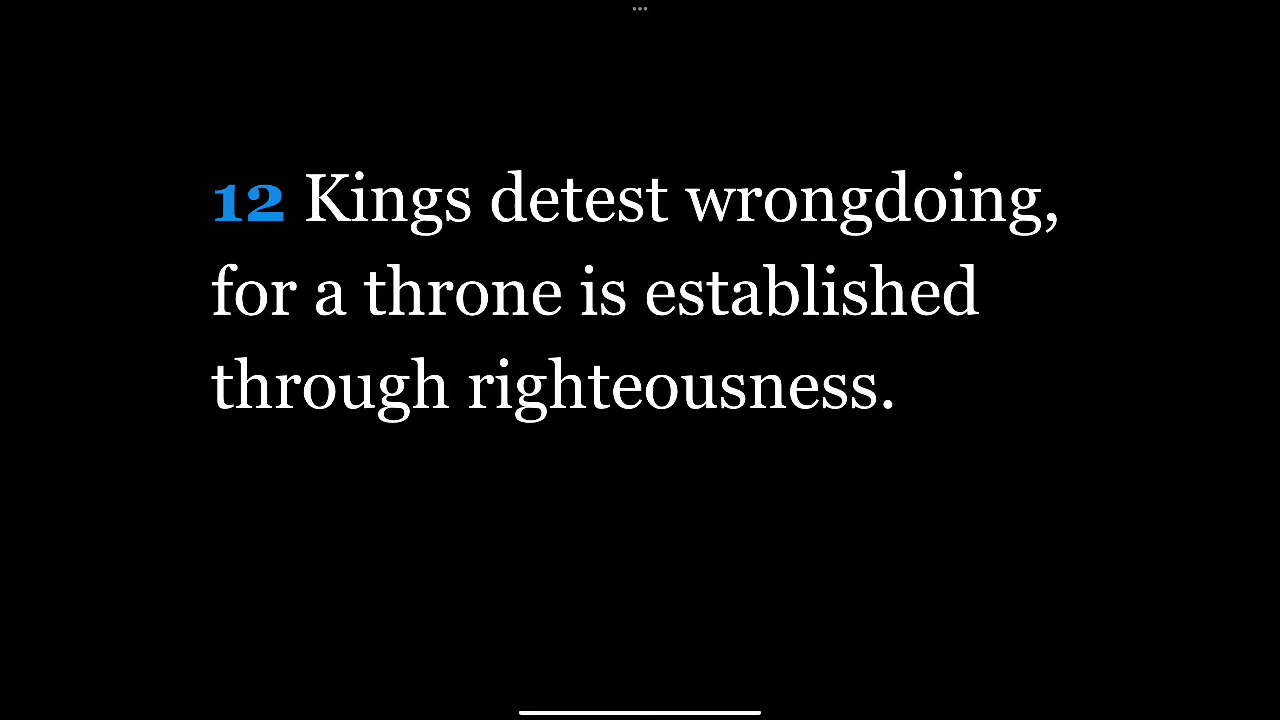 12 Kings detest wrongdoing,
for a throne is established
through righteousness.